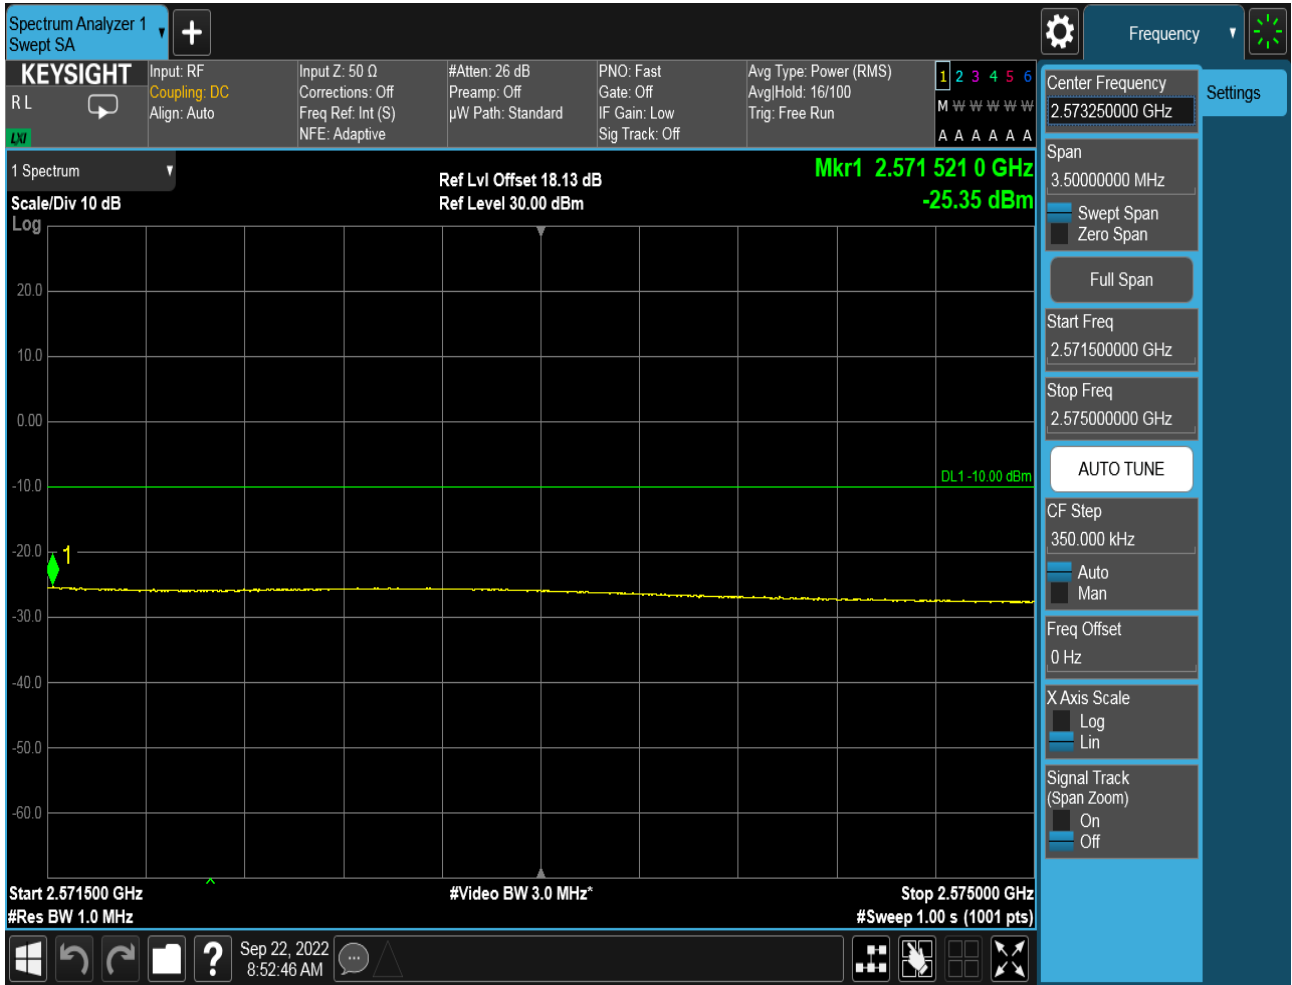 Spectrum Analyzer 1
Swept SA
Frequency
KEYSIGHT
R L
LXI
Input: RF
Coupling: DC
Align: Auto
Input Z: 50 Ω
Corrections: Off
Freq Ref: Int (S)
NFE: Adaptive
#Atten: 26 dB
Preamp: Off
µW Path: Standard
PNO: Fast
Gate: Off
IF Gain: Low
Sig Track: Off
Avg Type: Power (RMS)
Avg|Hold: 16/100
Trig: Free Run
1 2 3 4 5 6
M W W W W W
A A A A A A
1 Spectrum
Scale/Div 10 dB
Log
Ref Lvl Offset 18.13 dB
Ref Level 30.00 dBm
Mkr1 2.571 521 0 GHz
-25.35 dBm
20.0
10.0
0.00
-10.0
-20.0
-30.0
-40.0
-50.0
-60.0
DL1 -10.00 dBm
1
Start 2.571500 GHz
#Res BW 1.0 MHz
#Video BW 3.0 MHz*
Stop 2.575000 GHz
#Sweep 1.00 s (1001 pts)
Center Frequency
2.573250000 GHz
Settings
Span
3.50000000 MHz
Swept Span
Zero Span
Full Span
Start Freq
2.571500000 GHz
Stop Freq
2.575000000 GHz
AUTO TUNE
CF Step
350.000 kHz
Auto
Man
Freq Offset
0 Hz
X Axis Scale
Log
Lin
Signal Track
(Span Zoom)
On
Off
?
Sep 22, 2022
8:52:46 AM